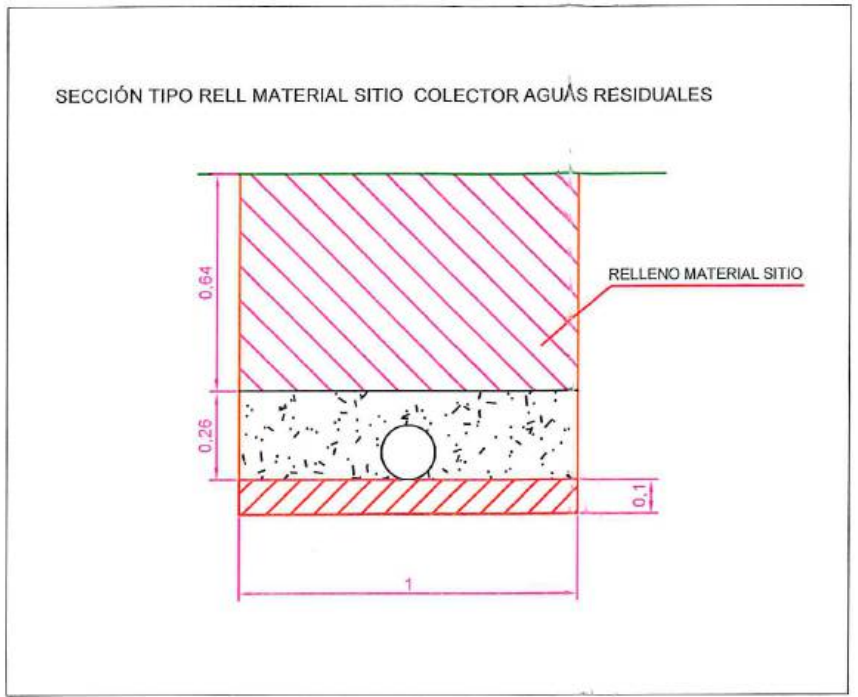 SECCIÓN TIPO RELL MATERIAL SITIO COLECTOR AGUAS RESIDUALES
0,64
RELLENO MATERIAL SITIO
0,26
0,1
1